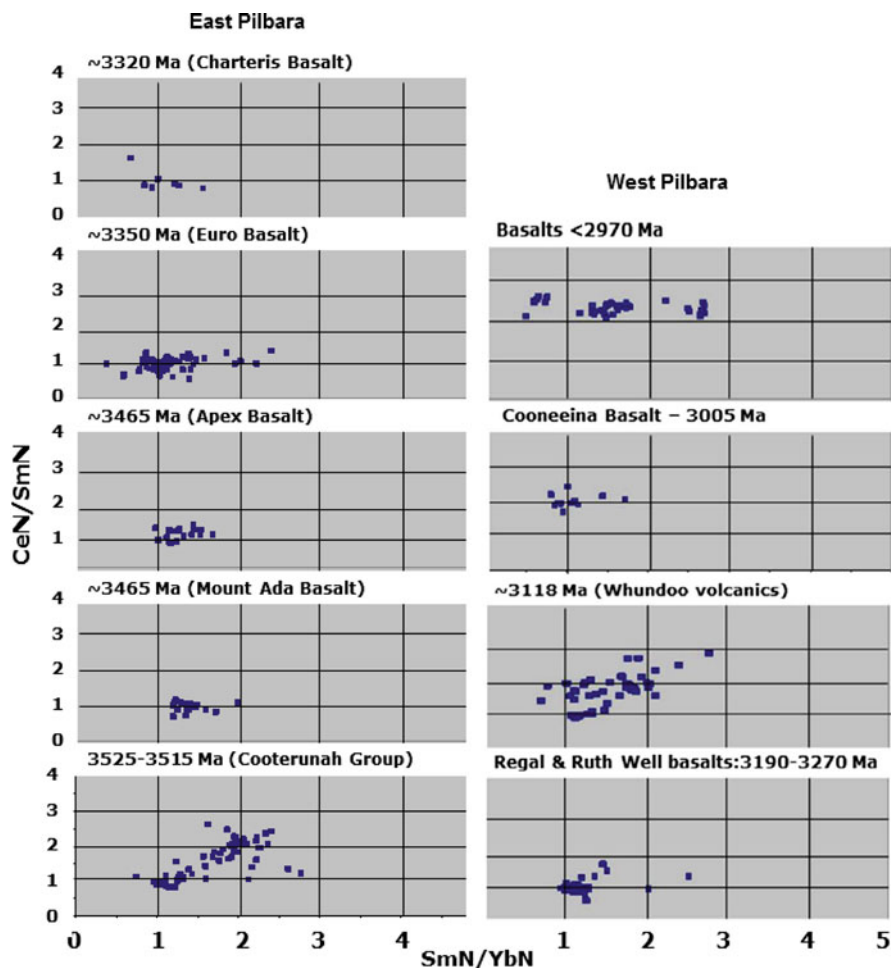 East Pilbara
~3320 Ma (Charteris Basalt)
4
3
2
1
0
~3350 Ma (Euro Basalt)
4
3
2
1
0
~3465 Ma (Apex Basalt)
4
3
2
1
0
~3465 Ma (Mount Ada Basalt)
4
3
2
1
0
3525-3515 Ma (Cooterunah Group)
4
3
2
1
0
0 1 2 3 4
CeN/SmN
West Pilbara
Basalts <2970 Ma
Cooneeina Basalt – 3005 Ma
~3118 Ma (Whundoo volcanics)
Regal & Ruth Well basalts:3190-3270 Ma
1 2 3 4 5
SmN/YbN